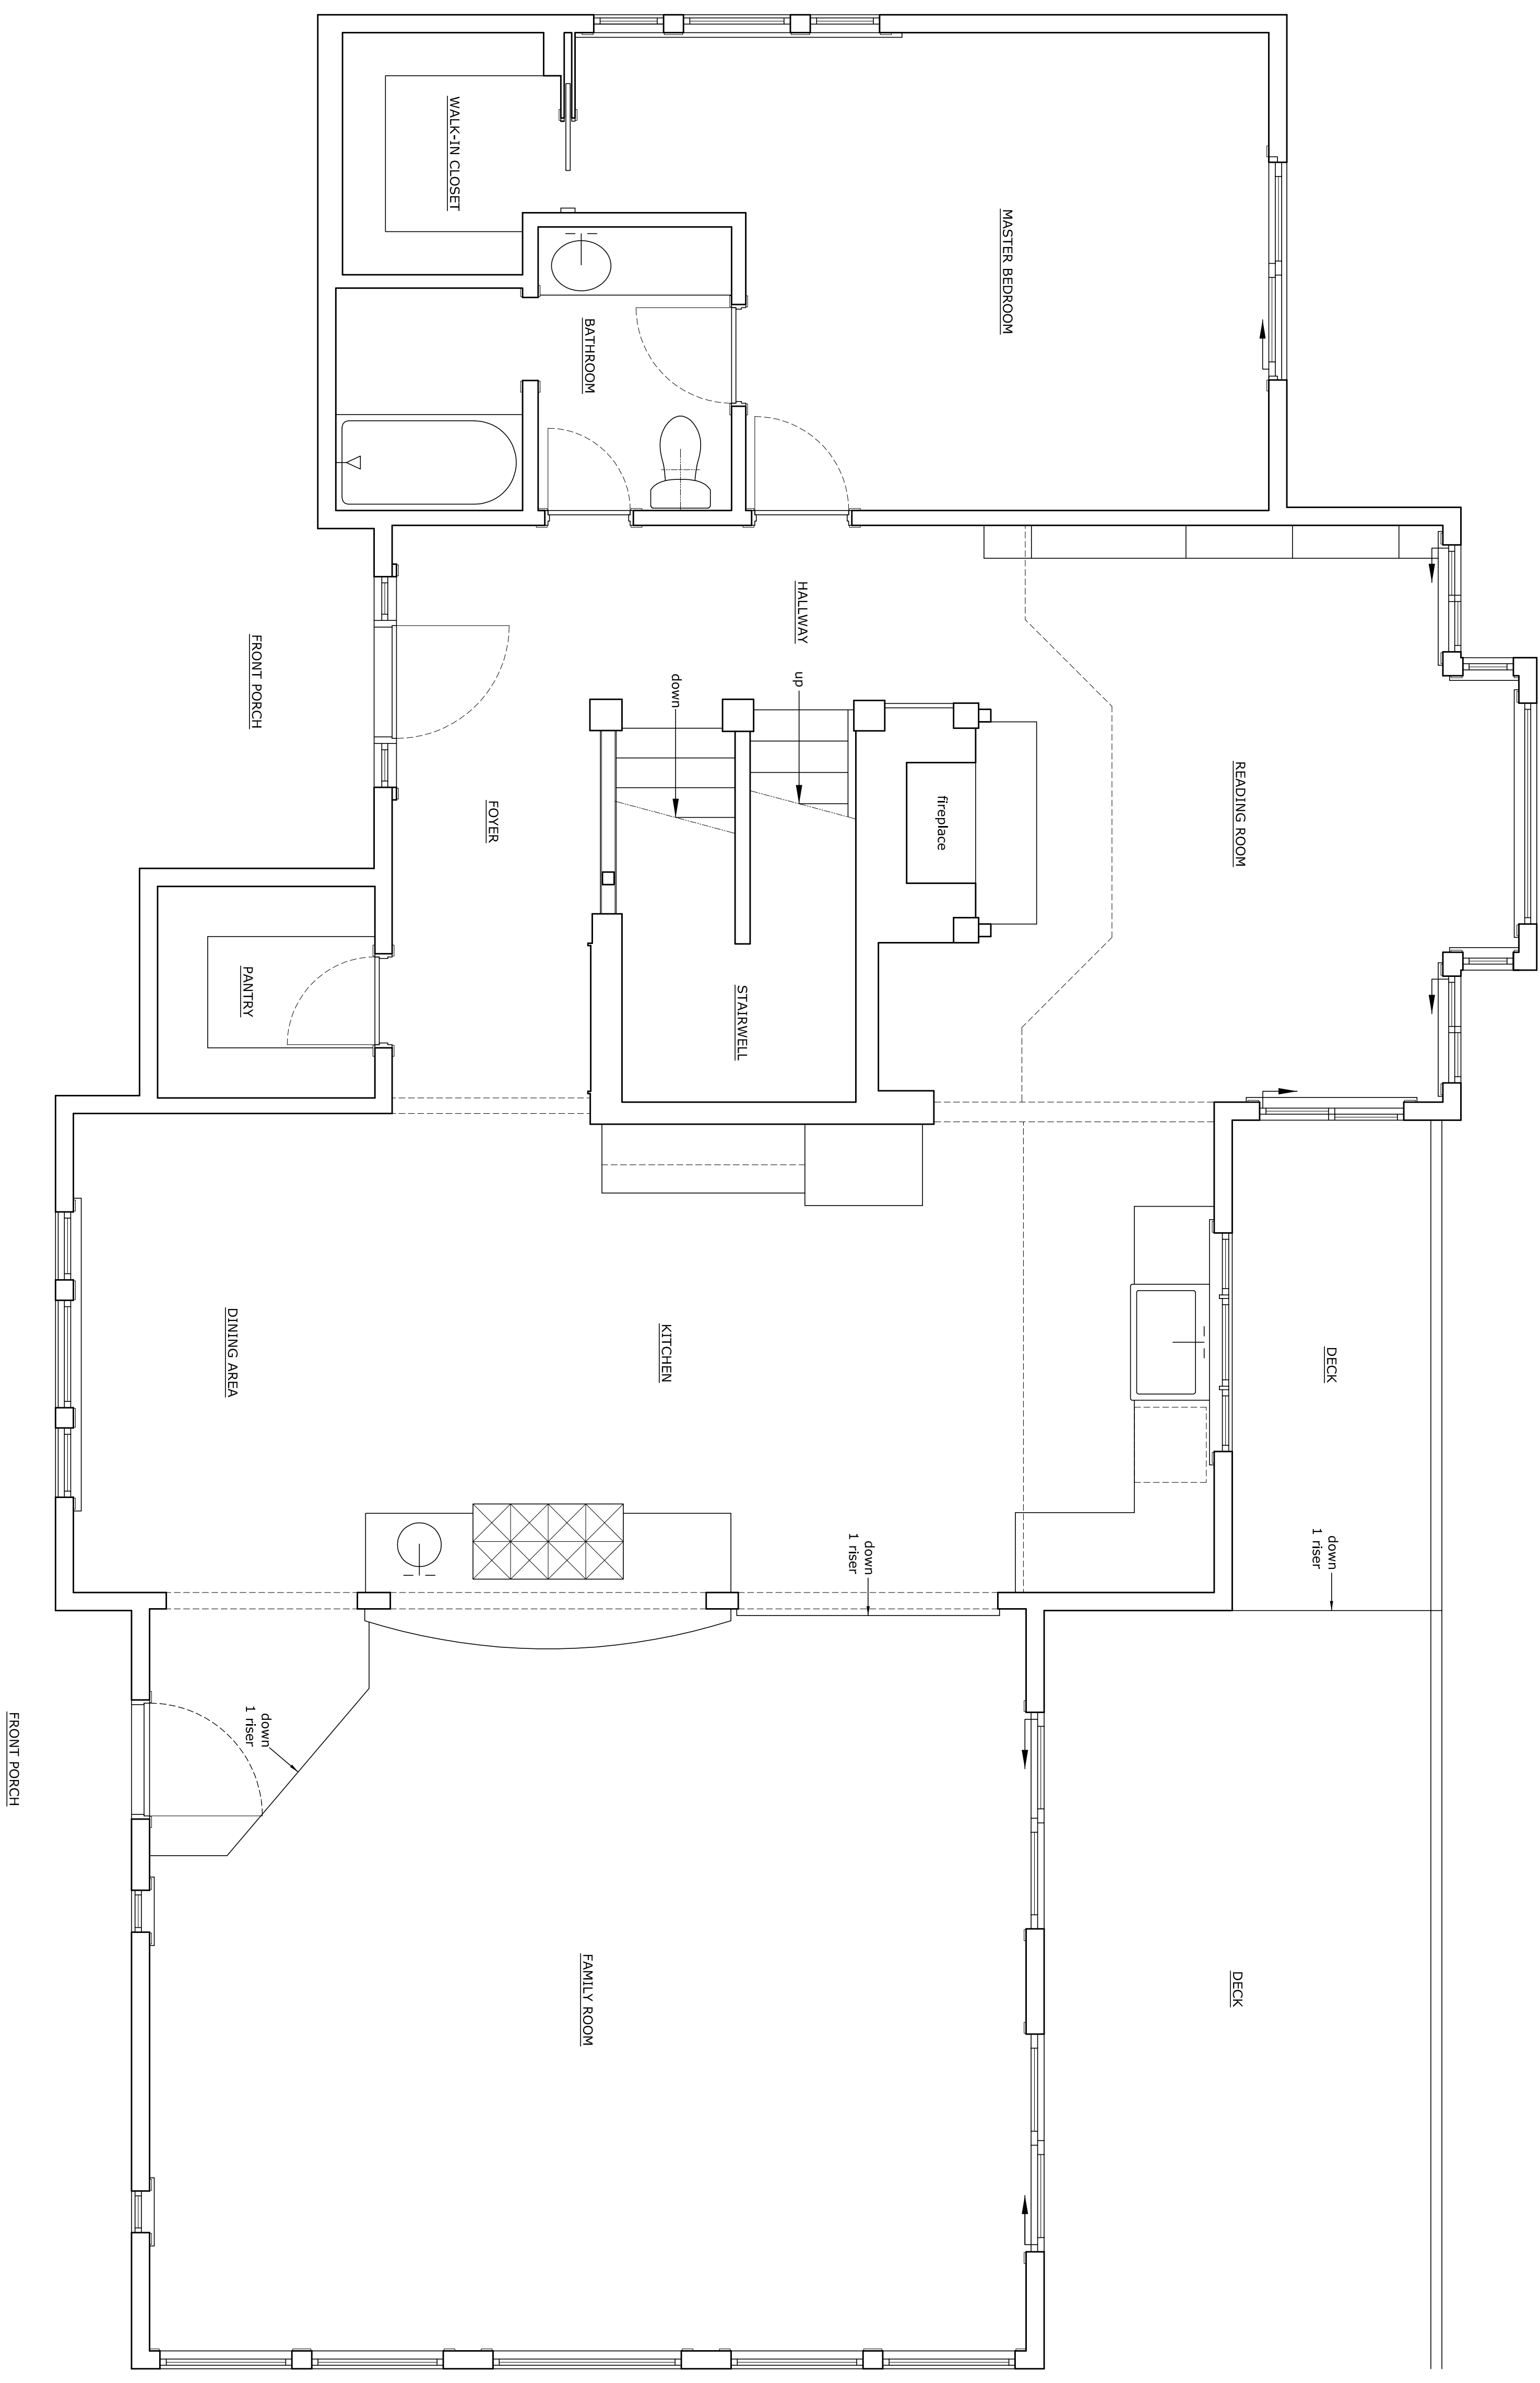 WALK-IN CLOSET
MASTER BEDROOM
BATHROOM
HALLWAY
FRONT PORCH
up
down
READING ROOM
fireplace
FOYER
PANTRY
STAIRWELL
DECK
KITCHEN
DINING AREA
down
1 riser
down
1 riser
down
1 riser
FRONT PORCH
FAMILY ROOM
DECK